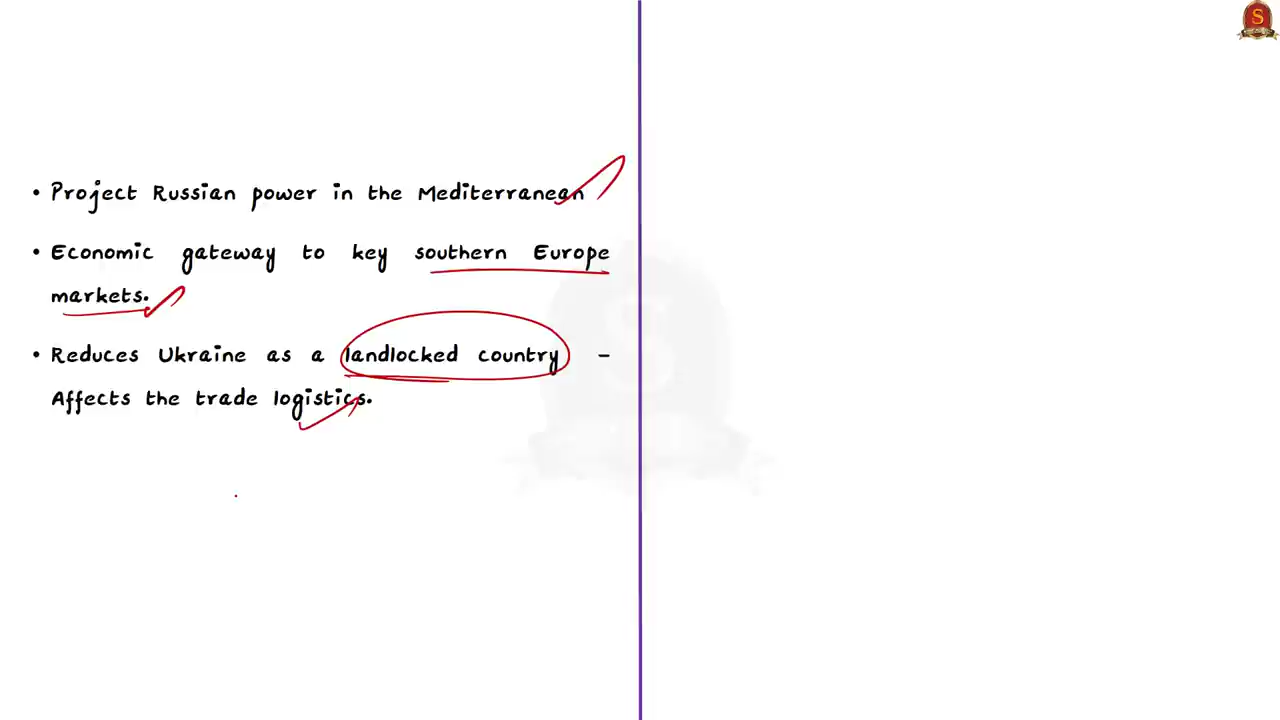 • Project Russian power in the Mediterranean
• Economic gateway to key southern Europe
markets.
• Reduces Ukraine as a landlocked country –
Affects the trade logistics.
S